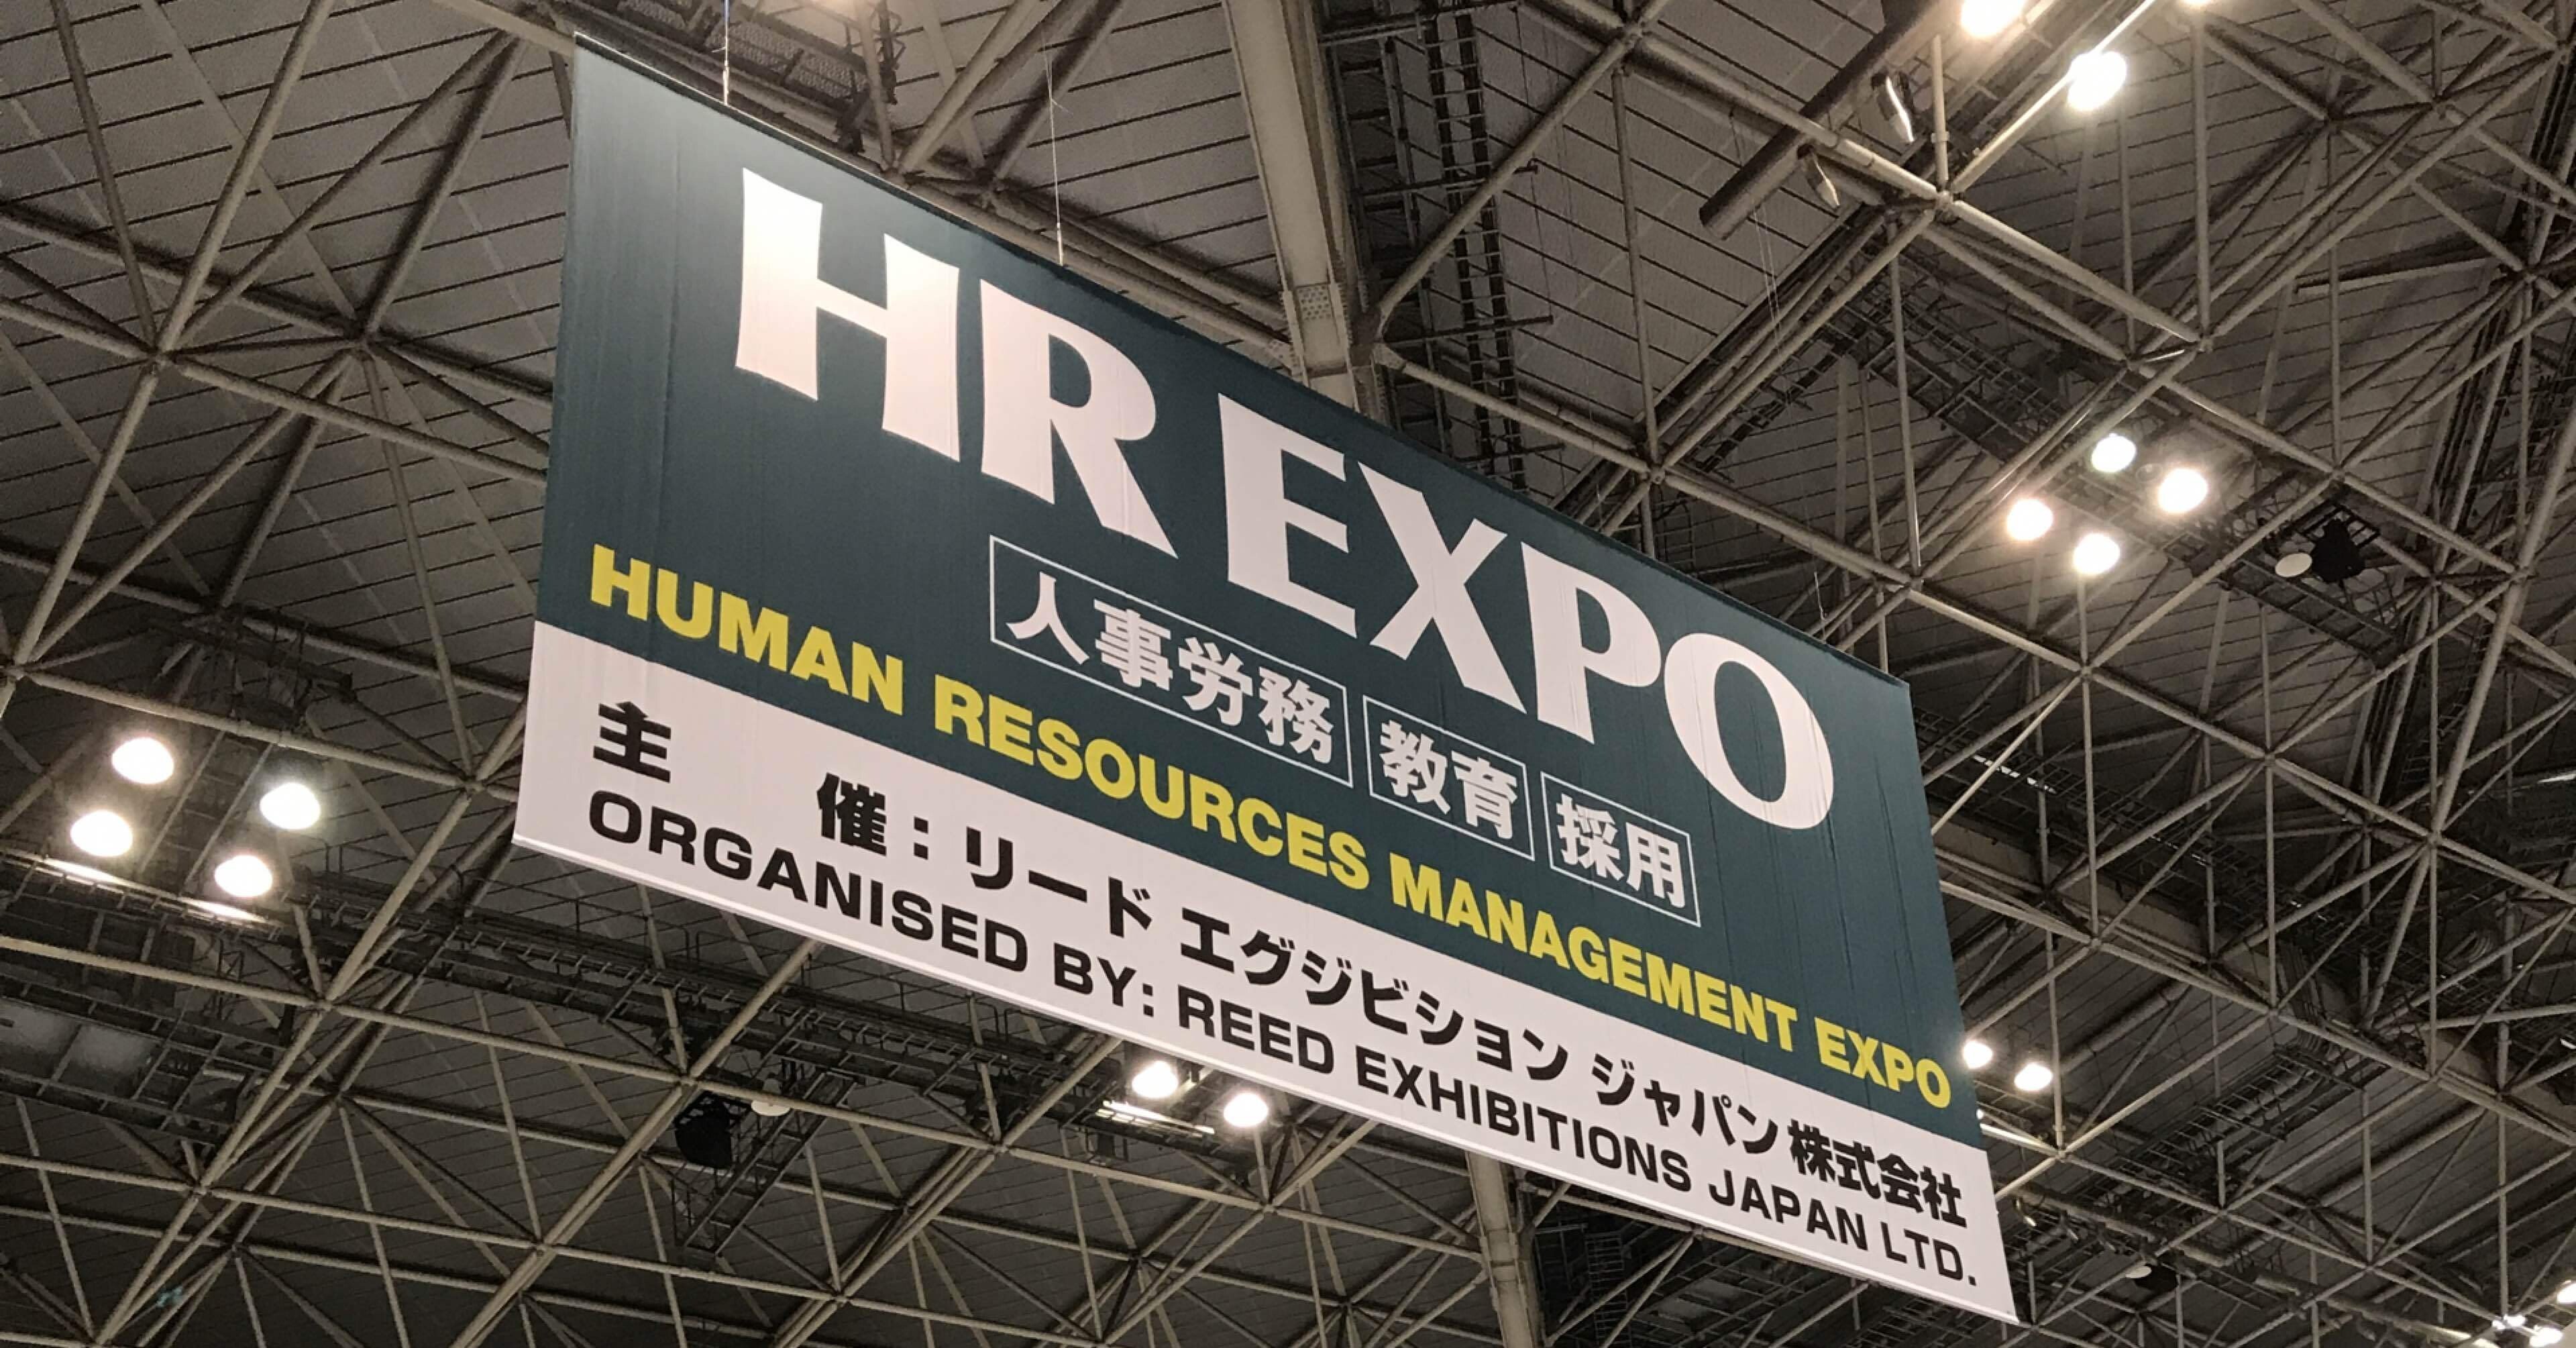 HR EXPO
人事労務 教育 採用
HUMAN RESOURCES MANAGEMENT EXPO
主 催：リード エグジビション ジャパン 株式会社
ORGANISED BY: REED EXHIBITIONS JAPAN LTD.